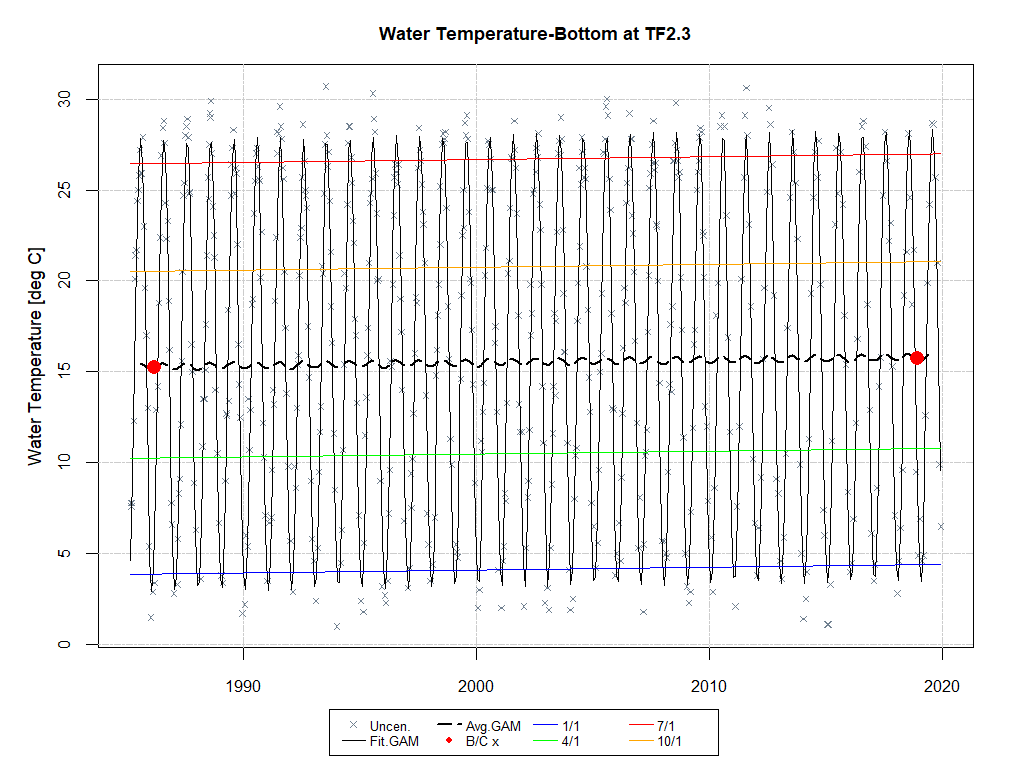 Water Temperature-Bottom at TF2.3
Water Temperature [deg C]
30
25
20
15
10
5
0
1990 2000 2010 2020
Uncen. Avg.GAM 1/1 7/1
Fit.GAM B/C x 4/1 10/1